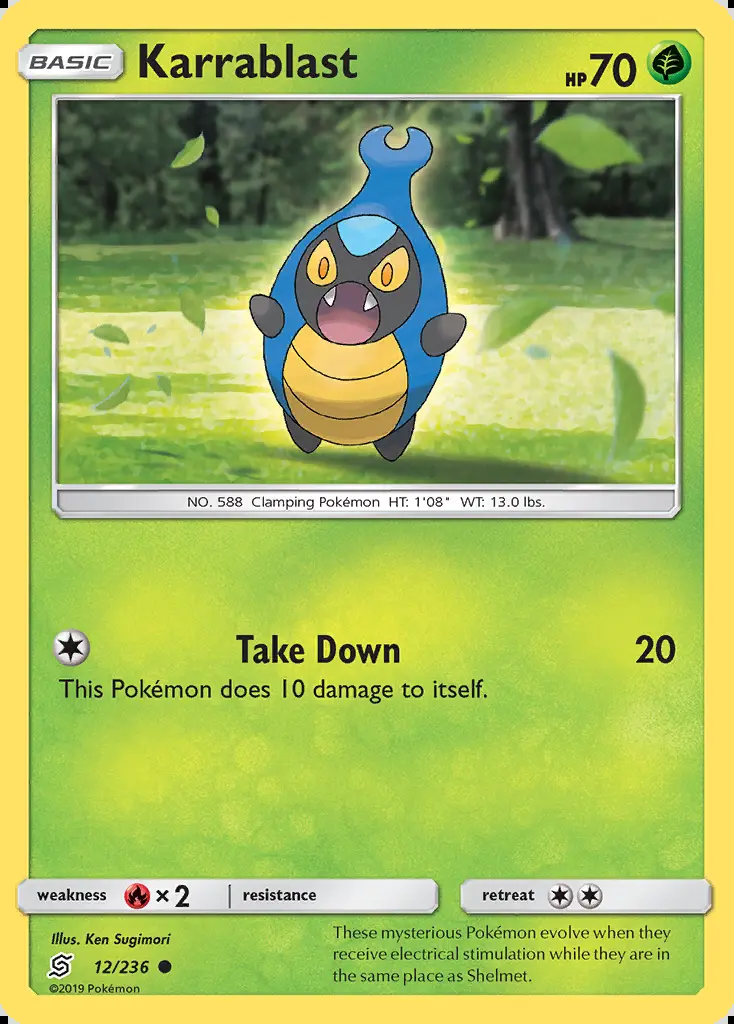 BASIC Karrablast HP 70
NO. 588 Clamping Pokémon HT: 1'08" WT: 13.0 lbs.
Take Down 20
This Pokémon does 10 damage to itself.
weakness ×2 resistance retreat
Illus. Ken Sugimori
12/236
©2019 Pokémon
These mysterious Pokémon evolve when they
receive electrical stimulation while they are in
the same place as Shelmet.